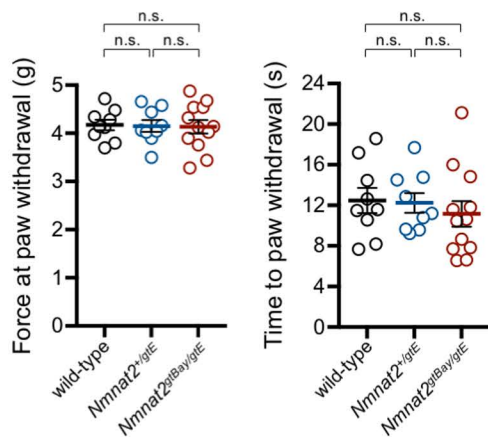 n.s.
n.s. n.s.
Force at paw withdrawal (g)
5
4
3
2
1
0
wild-type
Nmnat2+/gtE
Nmnat2gtBay/gtE
n.s.
n.s. n.s.
Time to paw withdrawal (s)
24
20
16
12
8
4
0
wild-type
Nmnat2+/gtE
Nmnat2gtBay/gtE